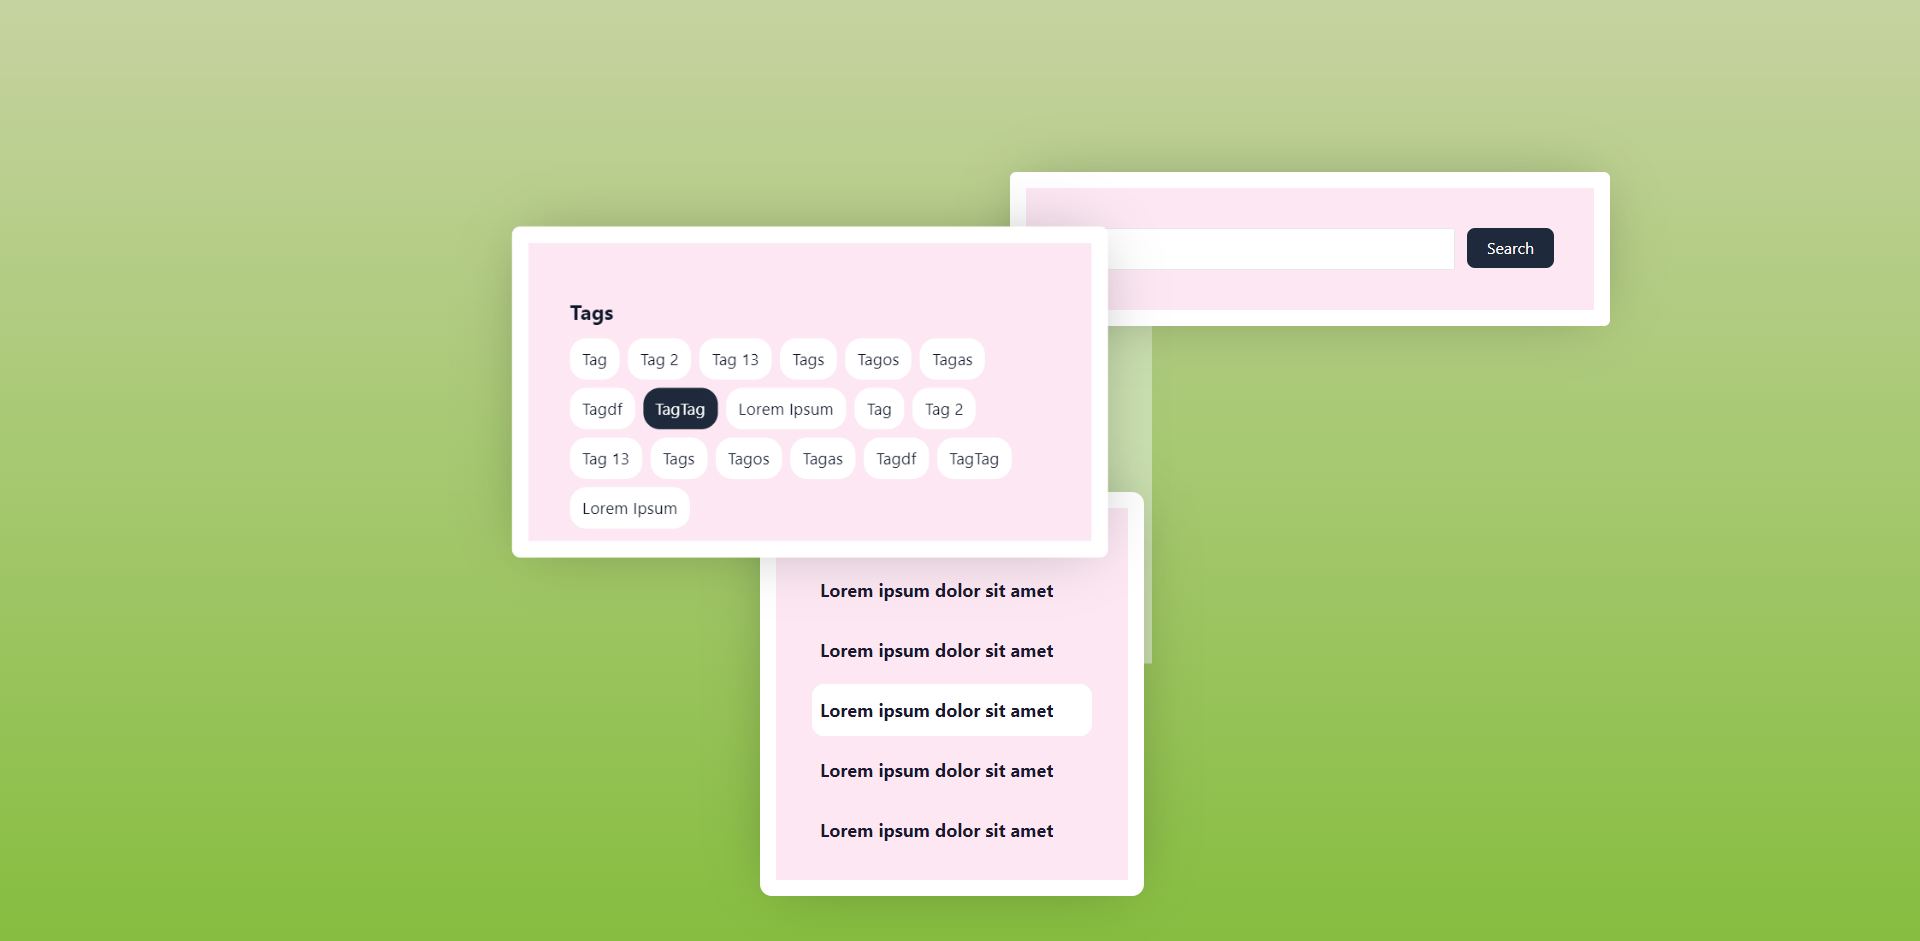 Search
Tags
Tag Tag 2 Tag 13 Tags Tagos Tagas
Tagdf TagTag Lorem Ipsum Tag Tag 2
Tag 13 Tags Tagos Tagas Tagdf TagTag
Lorem Ipsum
Lorem ipsum dolor sit amet
Lorem ipsum dolor sit amet
Lorem ipsum dolor sit amet
Lorem ipsum dolor sit amet
Lorem ipsum dolor sit amet